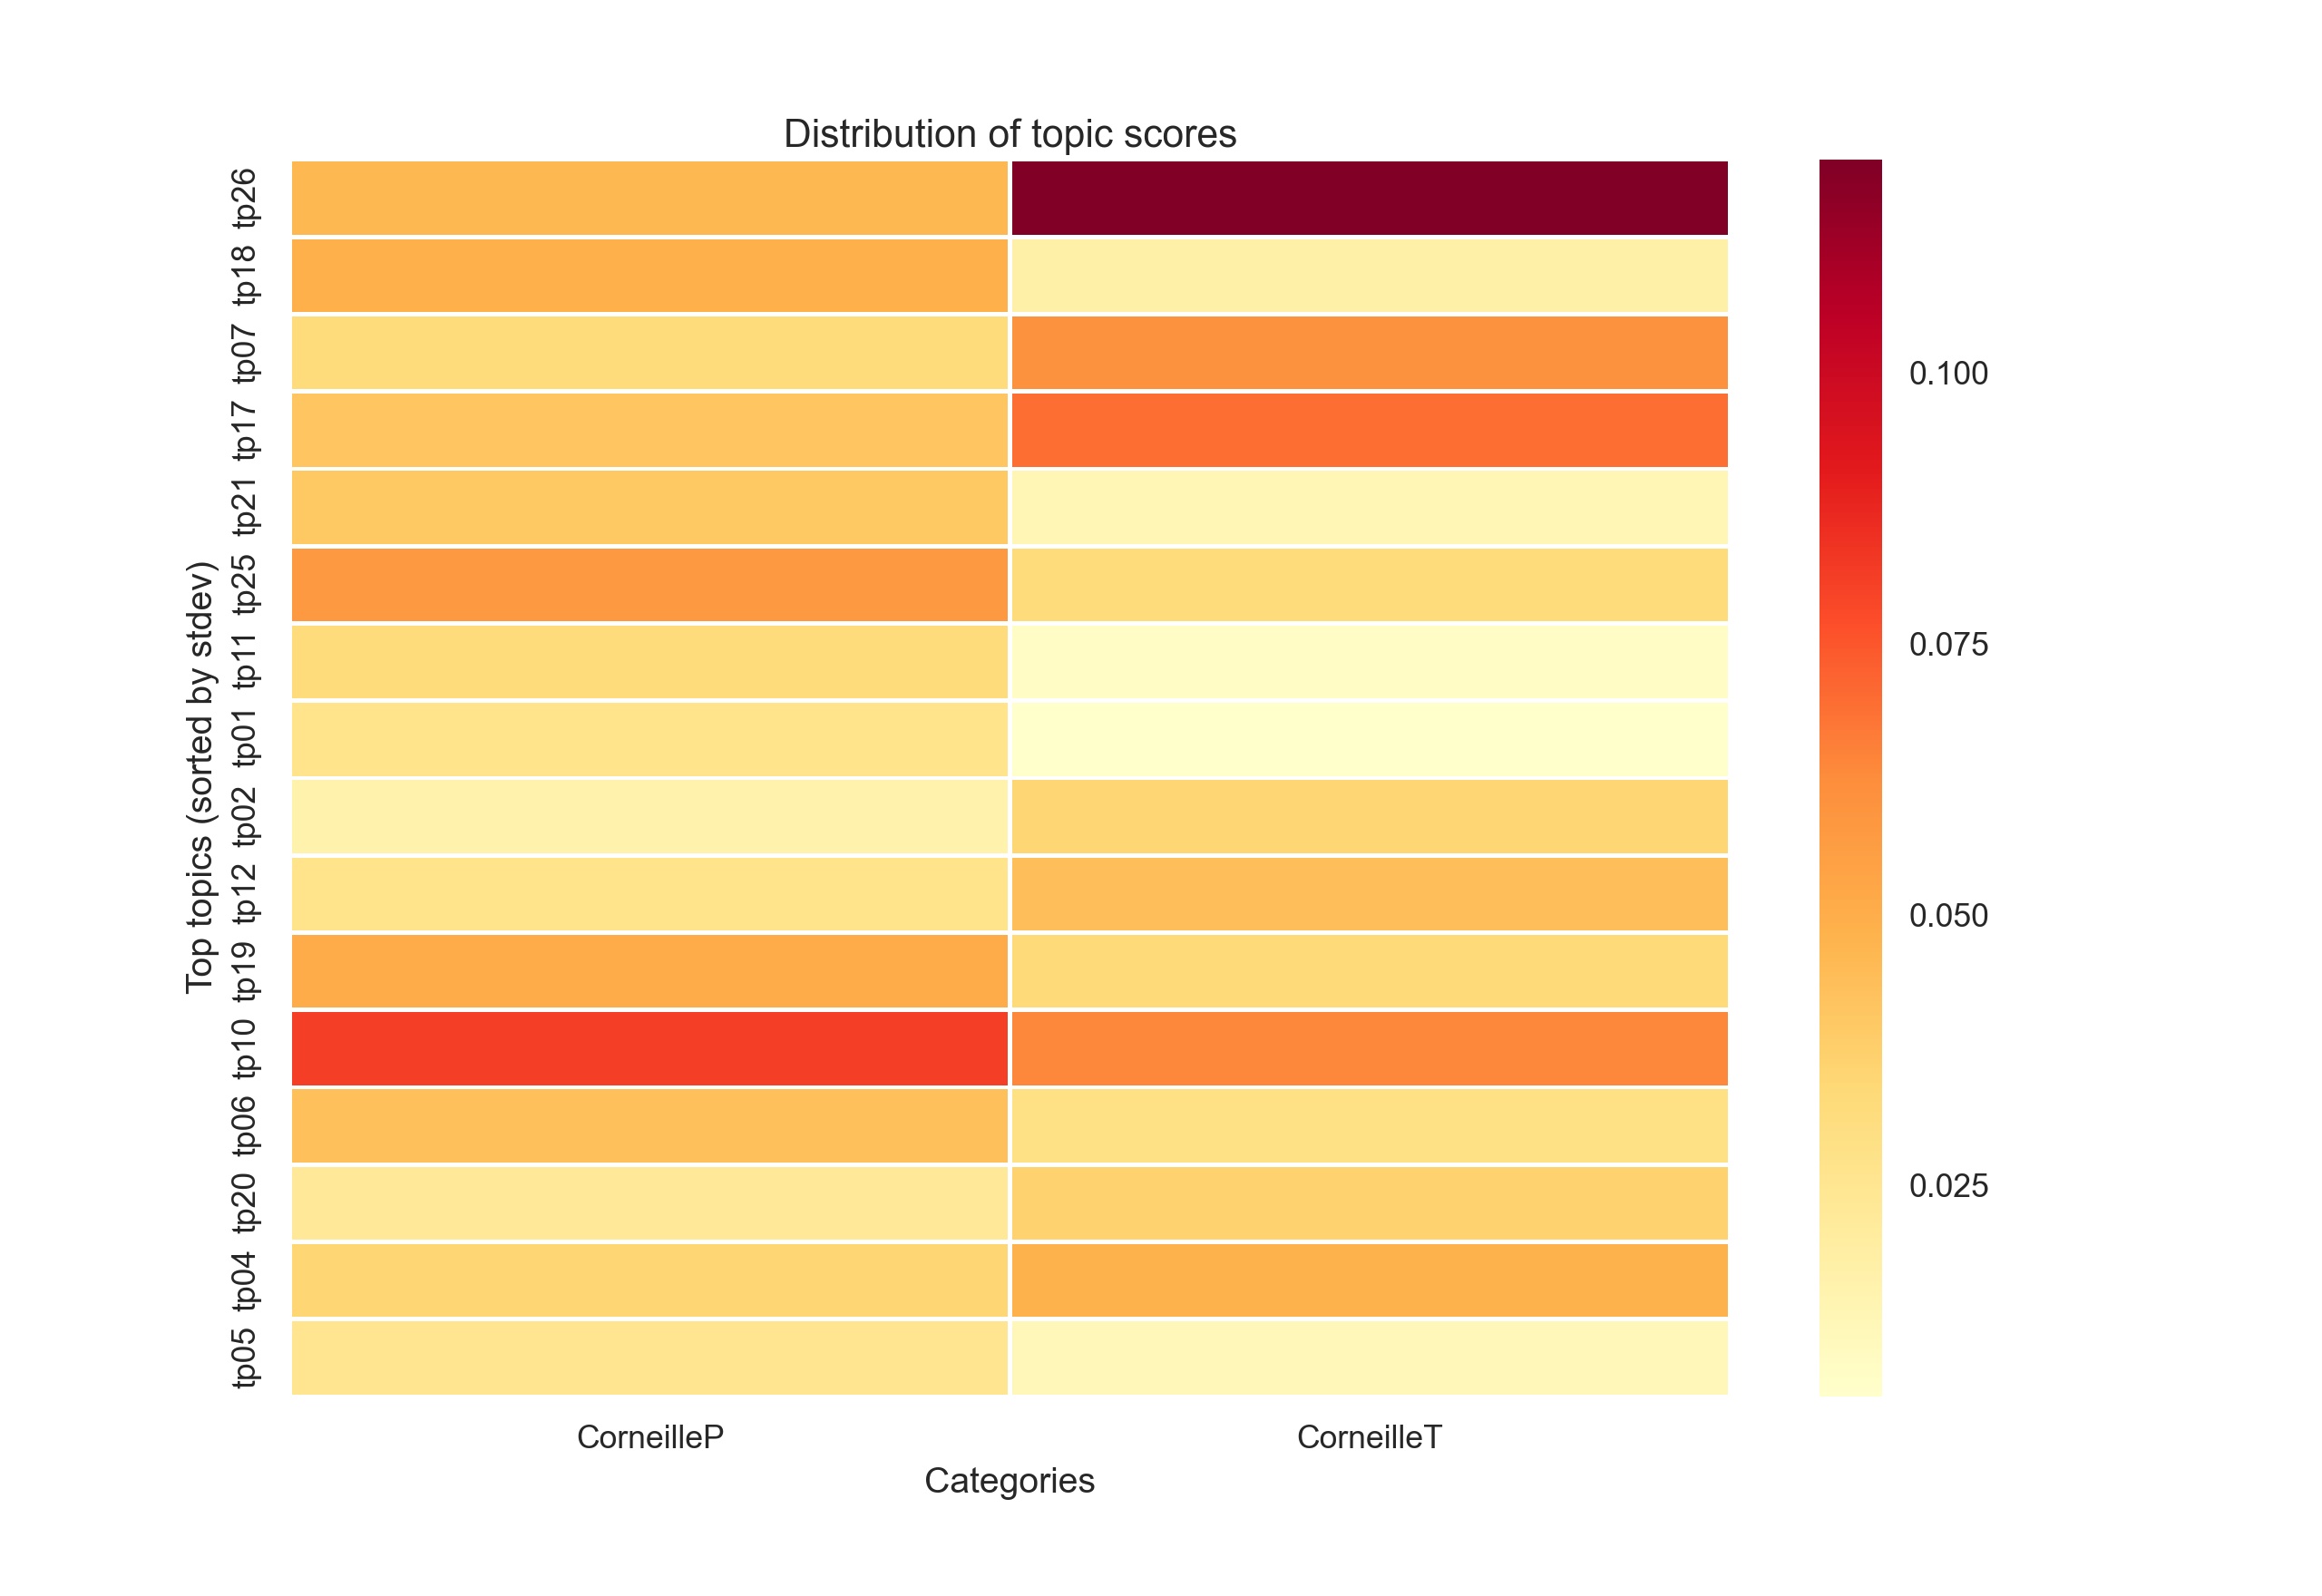 Distribution of topic scores
Top topics (sorted by stdev)
tp26
tp18
tp07
tp17
tp21
tp25
tp11
tp01
tp02
tp12
tp19
tp10
tp06
tp20
tp04
tp05
CorneilleP
CorneilleT
Categories
0.100
0.075
0.050
0.025